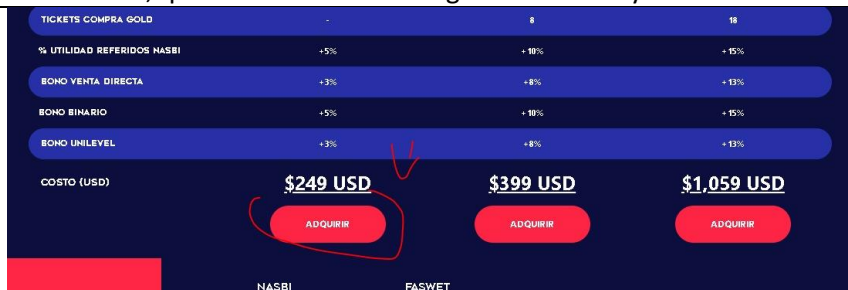 TICKETS COMPRA GOLD - 8 18
% UTILIDAD REFERIDOS NASBI +5% +10% +15%
BONO VENTA DIRECTA +3% +8% +13%
BONO BINARIO +5% +10% +15%
BONO UNILEVEL +3% +8% +13%
COSTO (USD) $249 USD $399 USD $1,059 USD
ADQUIRIR ADQUIRIR ADQUIRIR
NASBI FASWET